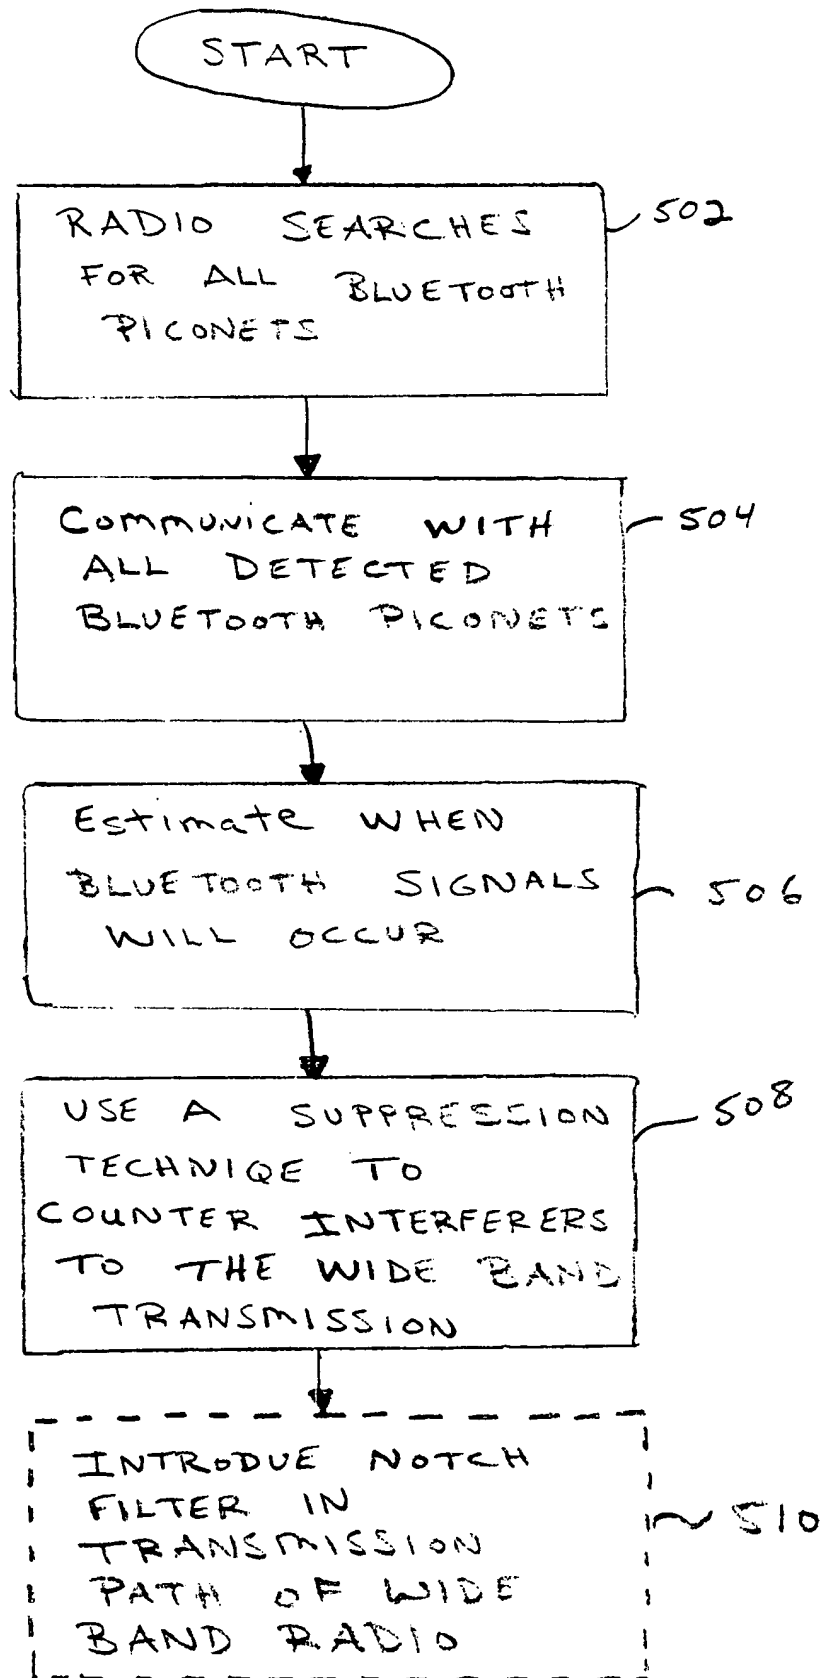 START
RADIO SEARCHES
FOR ALL BLUETOOTH
PICONETS
502
COMMUNICATE WITH
ALL DETECTED
BLUETOOTH PICONETS
504
Estimate WHEN
BLUETOOTH SIGNALS
WILL OCCUR
506
USE A SUPPRESSION
TECHNIQE TO
COUNTER INTERFERERS
TO THE WIDE BAND
TRANSMISSION
508
INTRODUE NOTCH
FILTER IN
TRANSMISSION
PATH OF WIDE
BAND RADIO
510